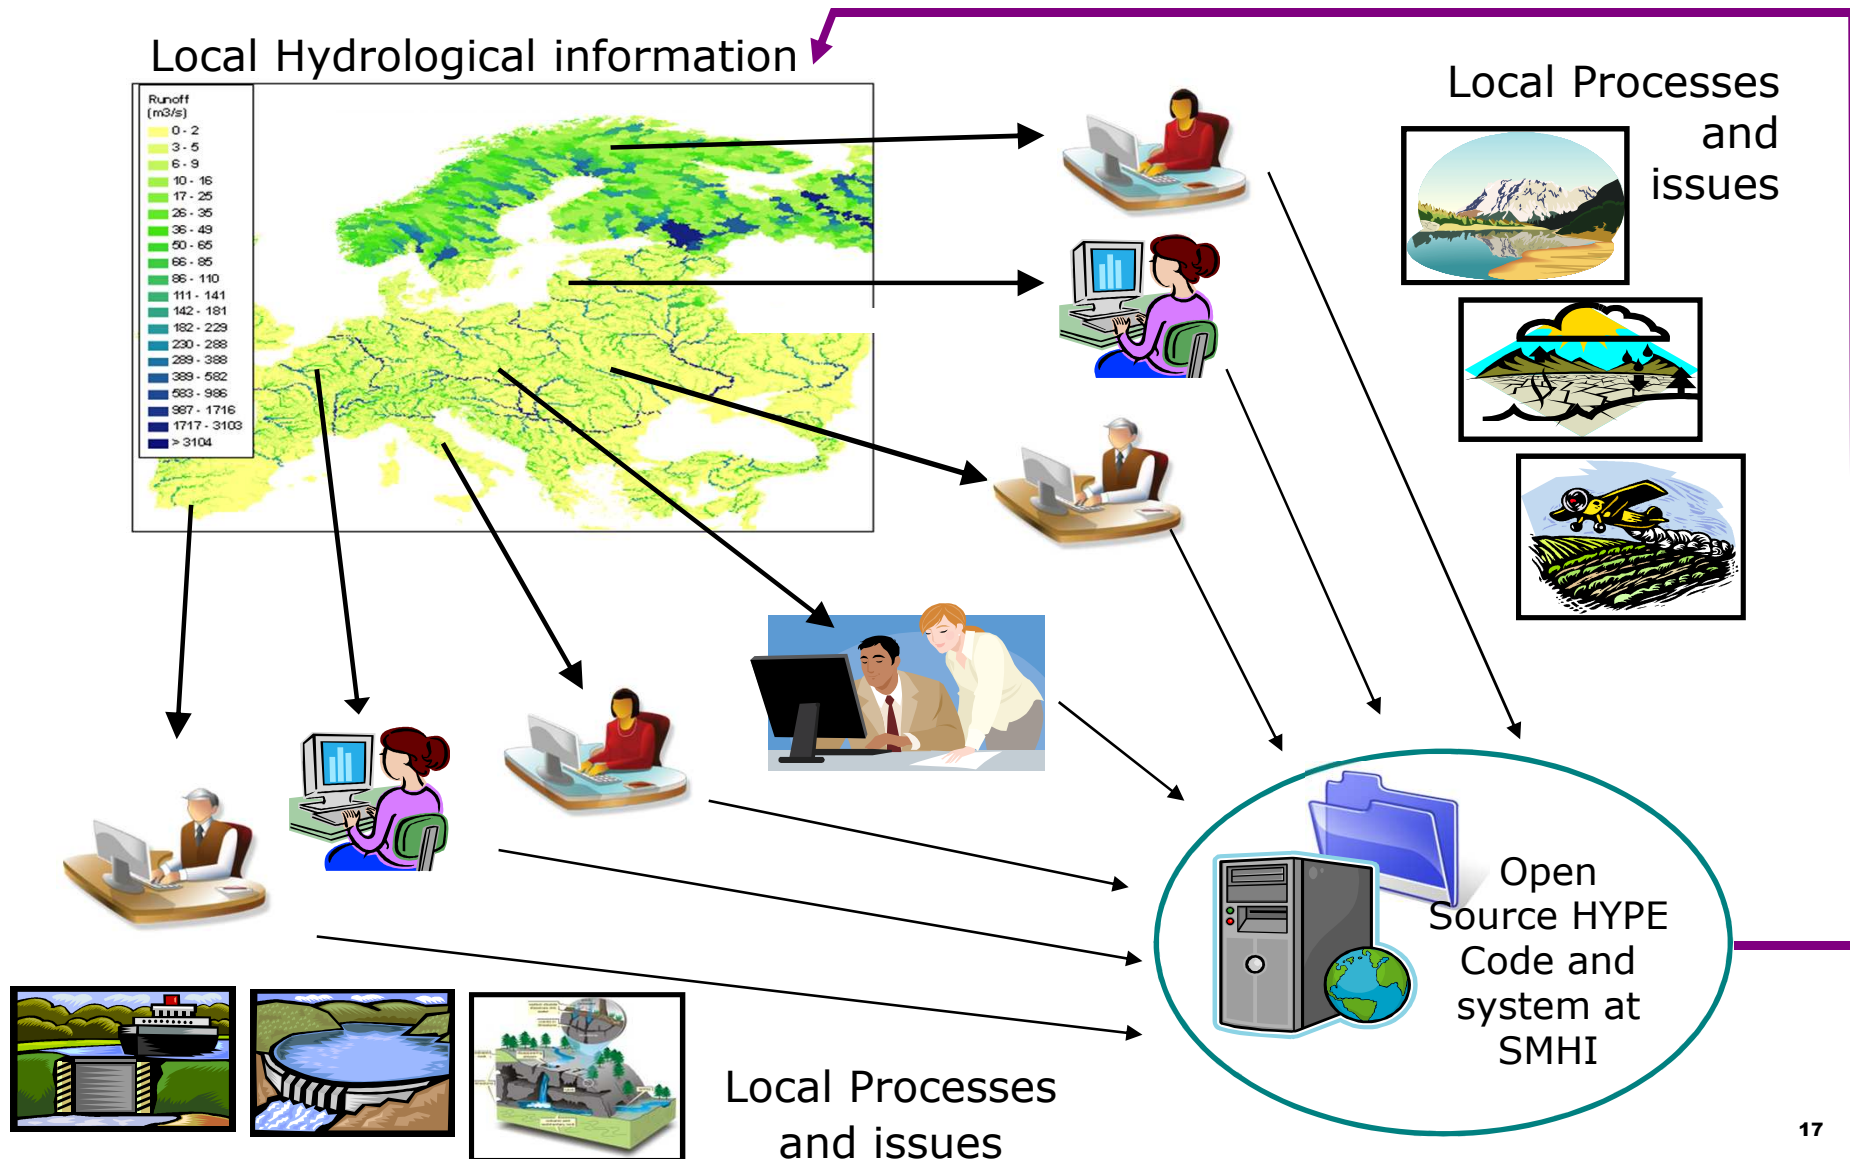 Local Hydrological information
Local Processes
and
issues
Runoff
(m3/s)
0 - 2
3 - 5
6 - 9
10 - 16
17 - 25
26 - 35
36 - 49
50 - 65
66 - 85
86 - 110
111 - 141
142 - 181
182 - 229
230 - 288
289 - 388
389 - 582
583 - 986
987 - 1716
1717 - 3103
> 3104
Open
Source HYPE
Code and
system at
SMHI
Local Processes
and issues
17